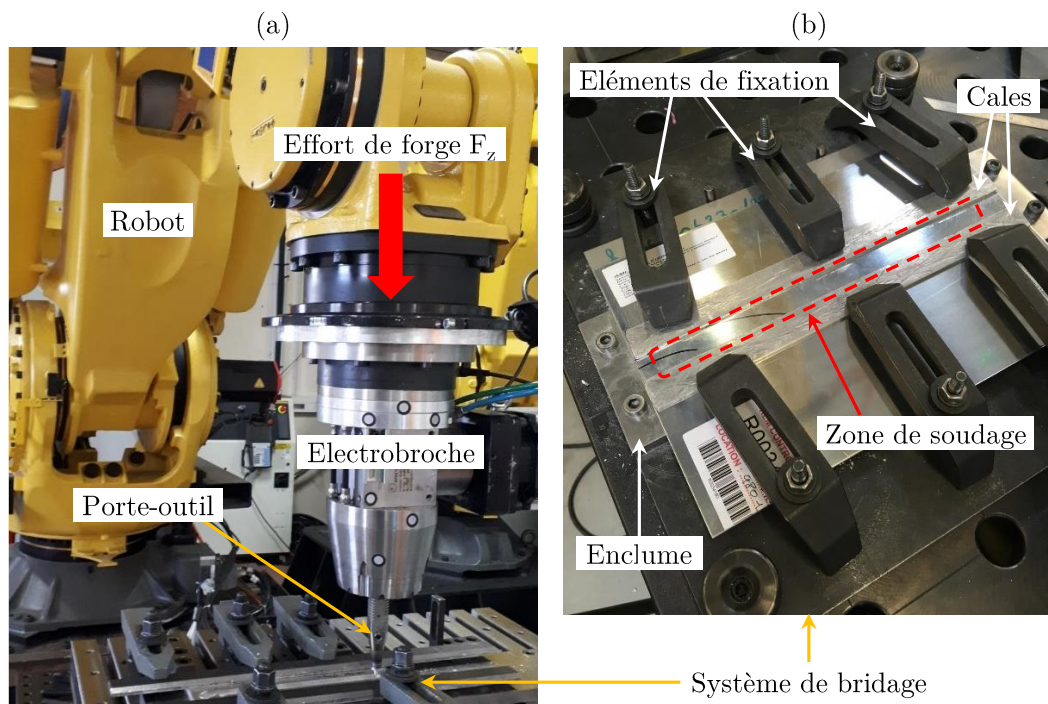 (a)
(b)
Effort de forge F_z
Robot
Electrobroche
Porte-outil
Eléments de fixation
Cales
Zone de soudage
Enclume
LOCATION :
Système de bridage